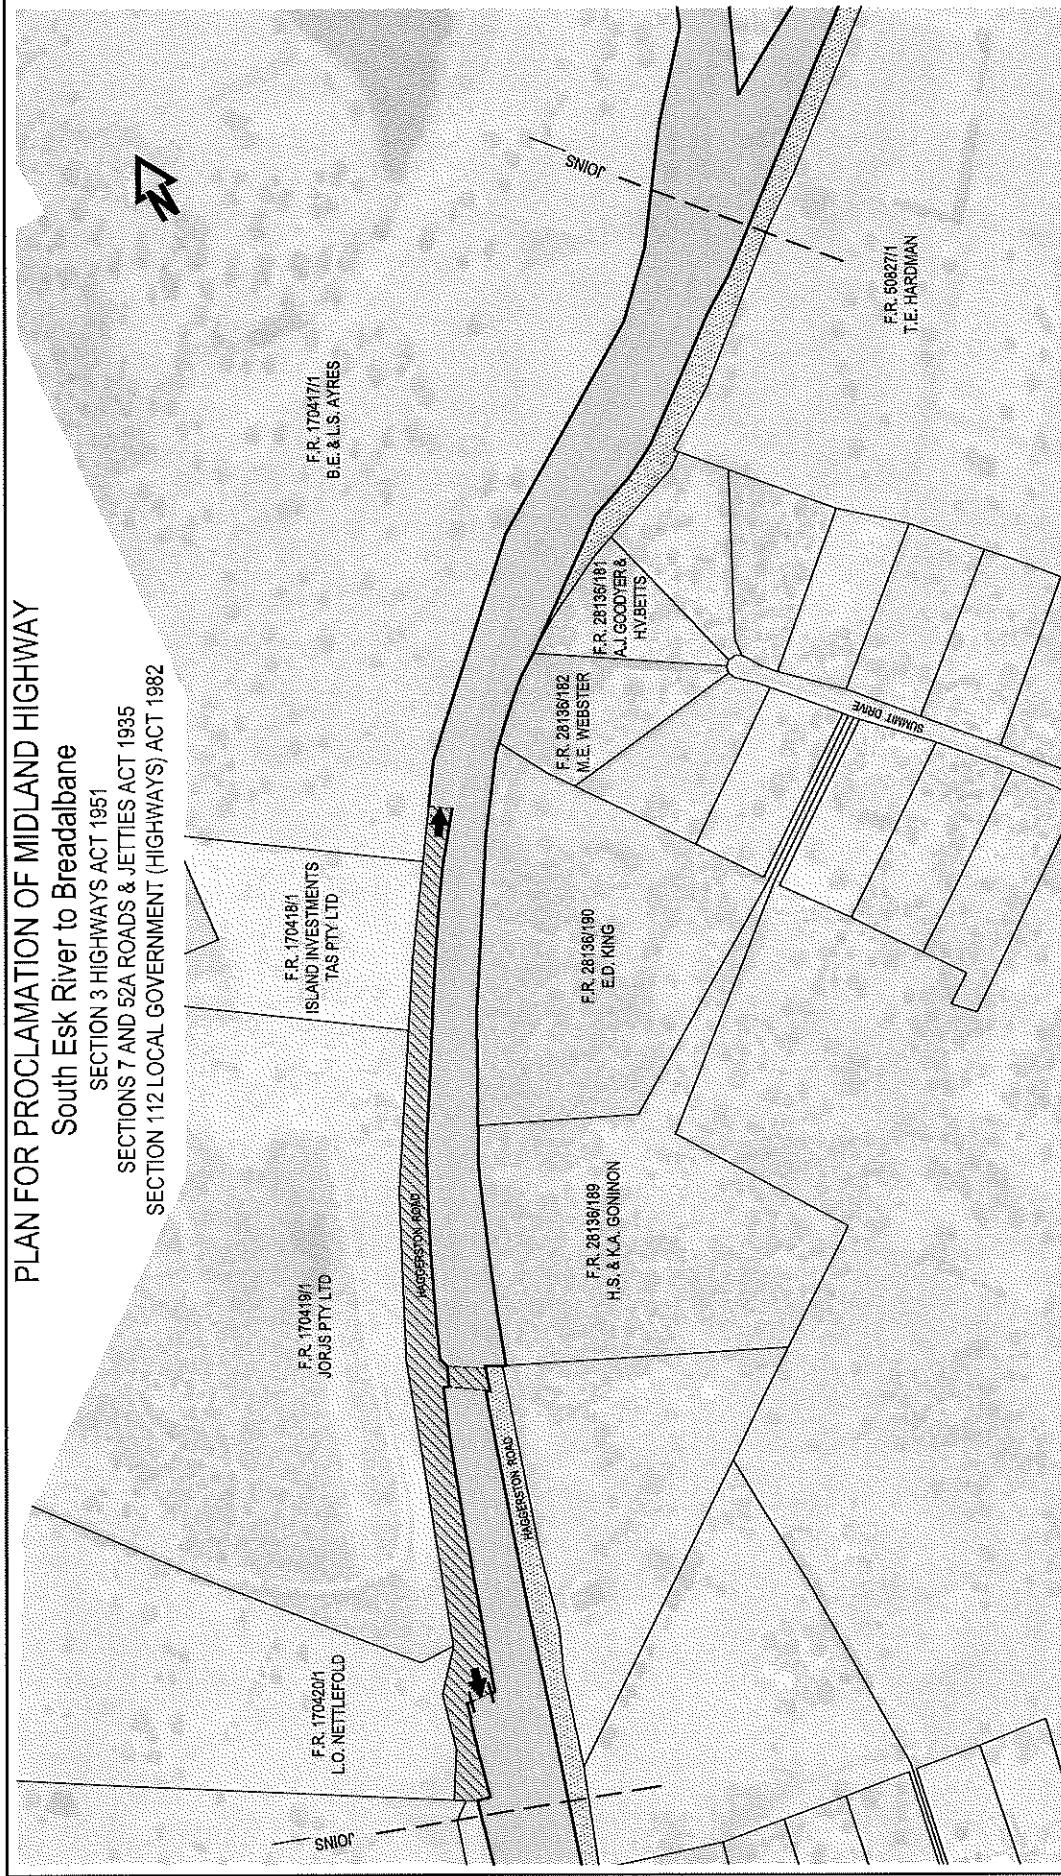 PLAN FOR PROCLAMATION OF MIDLAND HIGHWAY
South Esk River to Breadalbane
SECTION 3 HIGHWAYS ACT 1951
SECTIONS 7 AND 52A ROADS & JETTIES ACT 1935
SECTION 112 LOCAL GOVERNMENT (HIGHWAYS) ACT 1982
N
F.R. 170420/1
L.O. NETTLEFOLD
F.R. 170419/1
JORJS PTY LTD
F.R. 170418/1
ISLAND INVESTMENTS
TAS PTY LTD
F.R. 170417/1
B.E. & L.S. AYRES
JOINS
JOINS
HAGGERSTON ROAD
HAGGERSTON ROAD
F.R. 28136/189
H.S. & K.A. GONINON
F.R. 28136/190
E.D. KING
F.R. 28136/182
M.E. WEBSTER
F.R. 28136/181
A.J. GOODYER &
H.V. BETTS
SUMMIT DRIVE
F.R. 50827/1
T.E. HARDMAN